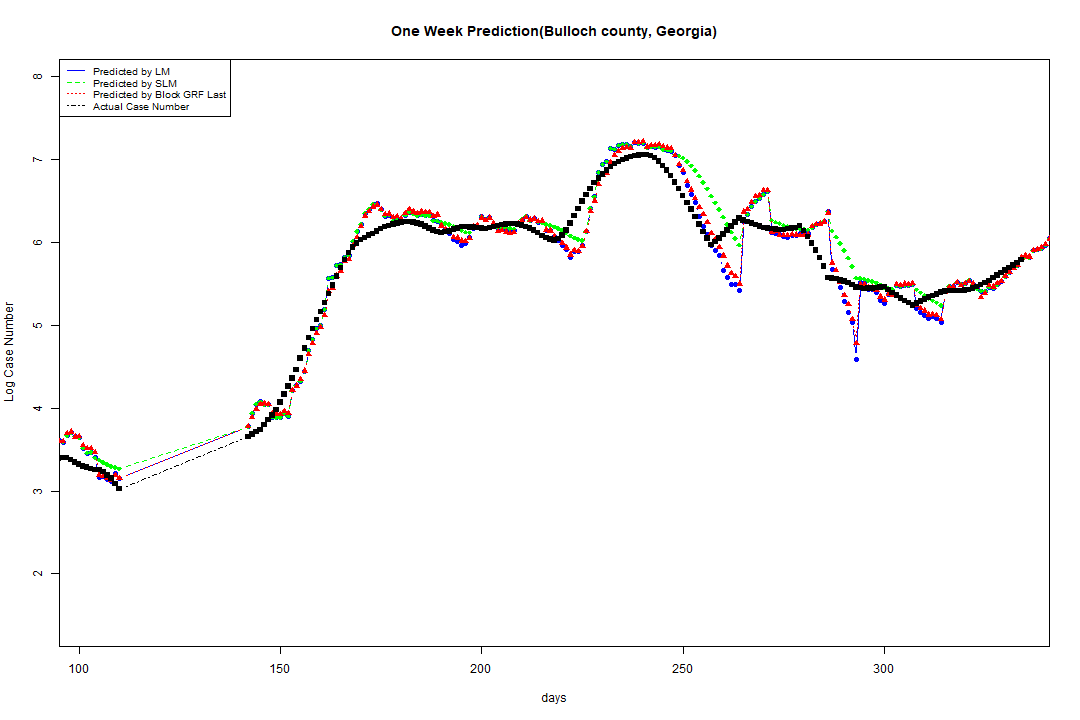 One Week Prediction(Bulloch county, Georgia)
Predicted by LM
Predicted by SLM
Predicted by Block GRF Last
Actual Case Number
8
7
6
5
4
3
2
Log Case Number
100 150 200 250 300
days